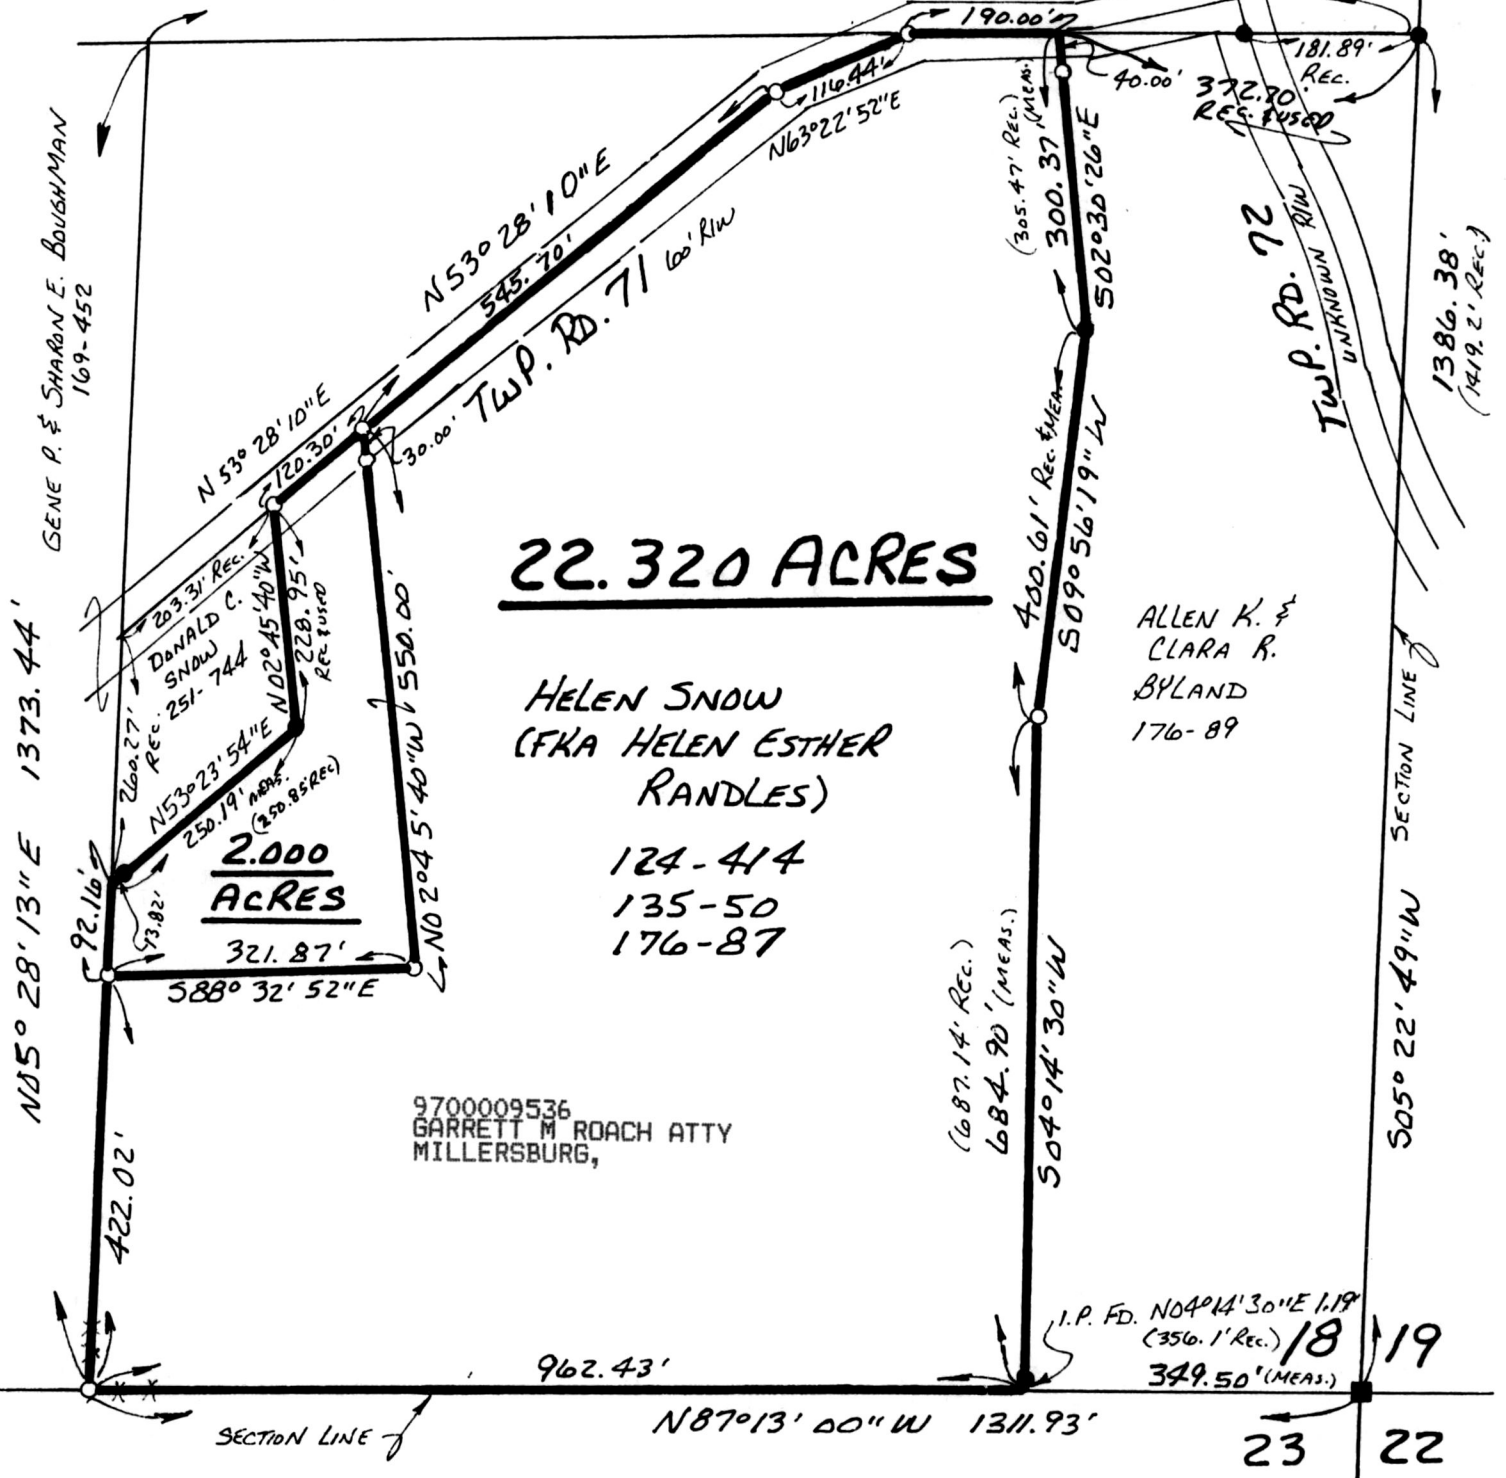 190.00'
181.89'
REC.
40.00'
372.70'
REC. & USED
116.44'
N63°22'52"E
(305.47' REC.)
300.37' (MEAS.)
S02°30'26"E
N 53° 28' 10" E
545.70'
TWP. RD. 71 60' R/W
TWP. RD. 72
UNKNOWN R/W
1386.38'
(1419.2' REC.)
GENE P. & SHARON E. BOUGHMAN
169-452
N 53° 28' 10" E
120.30'
30.00'
203.31' REC.
DONALD C.
SNOW
251-744
N02°45'40"W
228.95'
REC & USED
550.00'
N02°45'40"W
22.320 ACRES
400.61' REC. & MEAS.
S09°56'19"W
ALLEN K. &
CLARA R.
BYLAND
176-89
HELEN SNOW
(FKA HELEN ESTHER
RANDLES)
124-414
135-50
176-87
SECTION LINE
S05°22'49"W
N05°28'13"E 1373.44'
260.27'
REC.
N53°23'54"E
250.19' MEAS.
(250.85' REC)
2.000
ACRES
92.16'
13.82'
321.87'
S88° 32' 52"E
422.02'
(687.14' REC.)
684.90' (MEAS.)
S04°14'30"W
9700009536
GARRETT M ROACH ATTY
MILLERSBURG,
I.P. FD. N04°14'30"E 1.19'
(356.1' REC.)
349.50' (MEAS.)
18 19
962.43'
SECTION LINE
N87°13'00"W 1311.93'
23 22